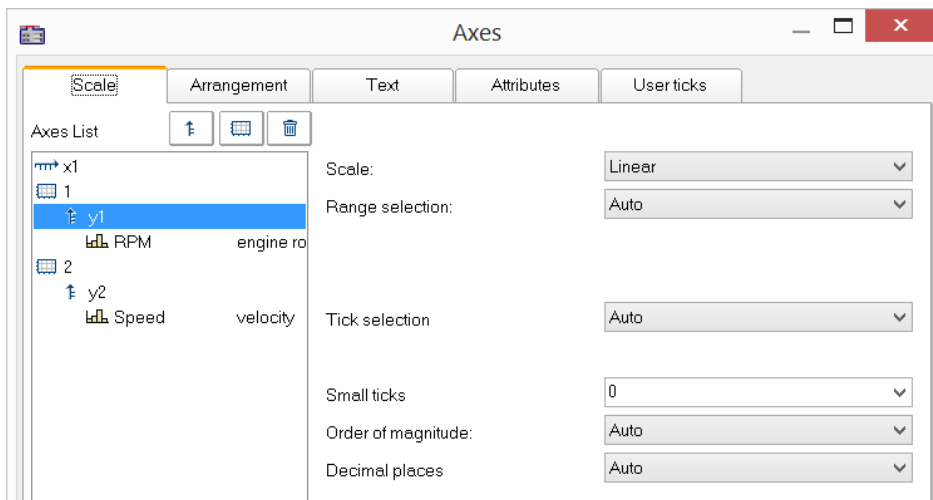 Axes
Scale Arrangement Text Attributes User ticks
Axes List
x1
1
y1
RPM engine ro
2
y2
Speed velocity
Scale: Linear
Range selection: Auto
Tick selection Auto
Small ticks 0
Order of magnitude: Auto
Decimal places Auto